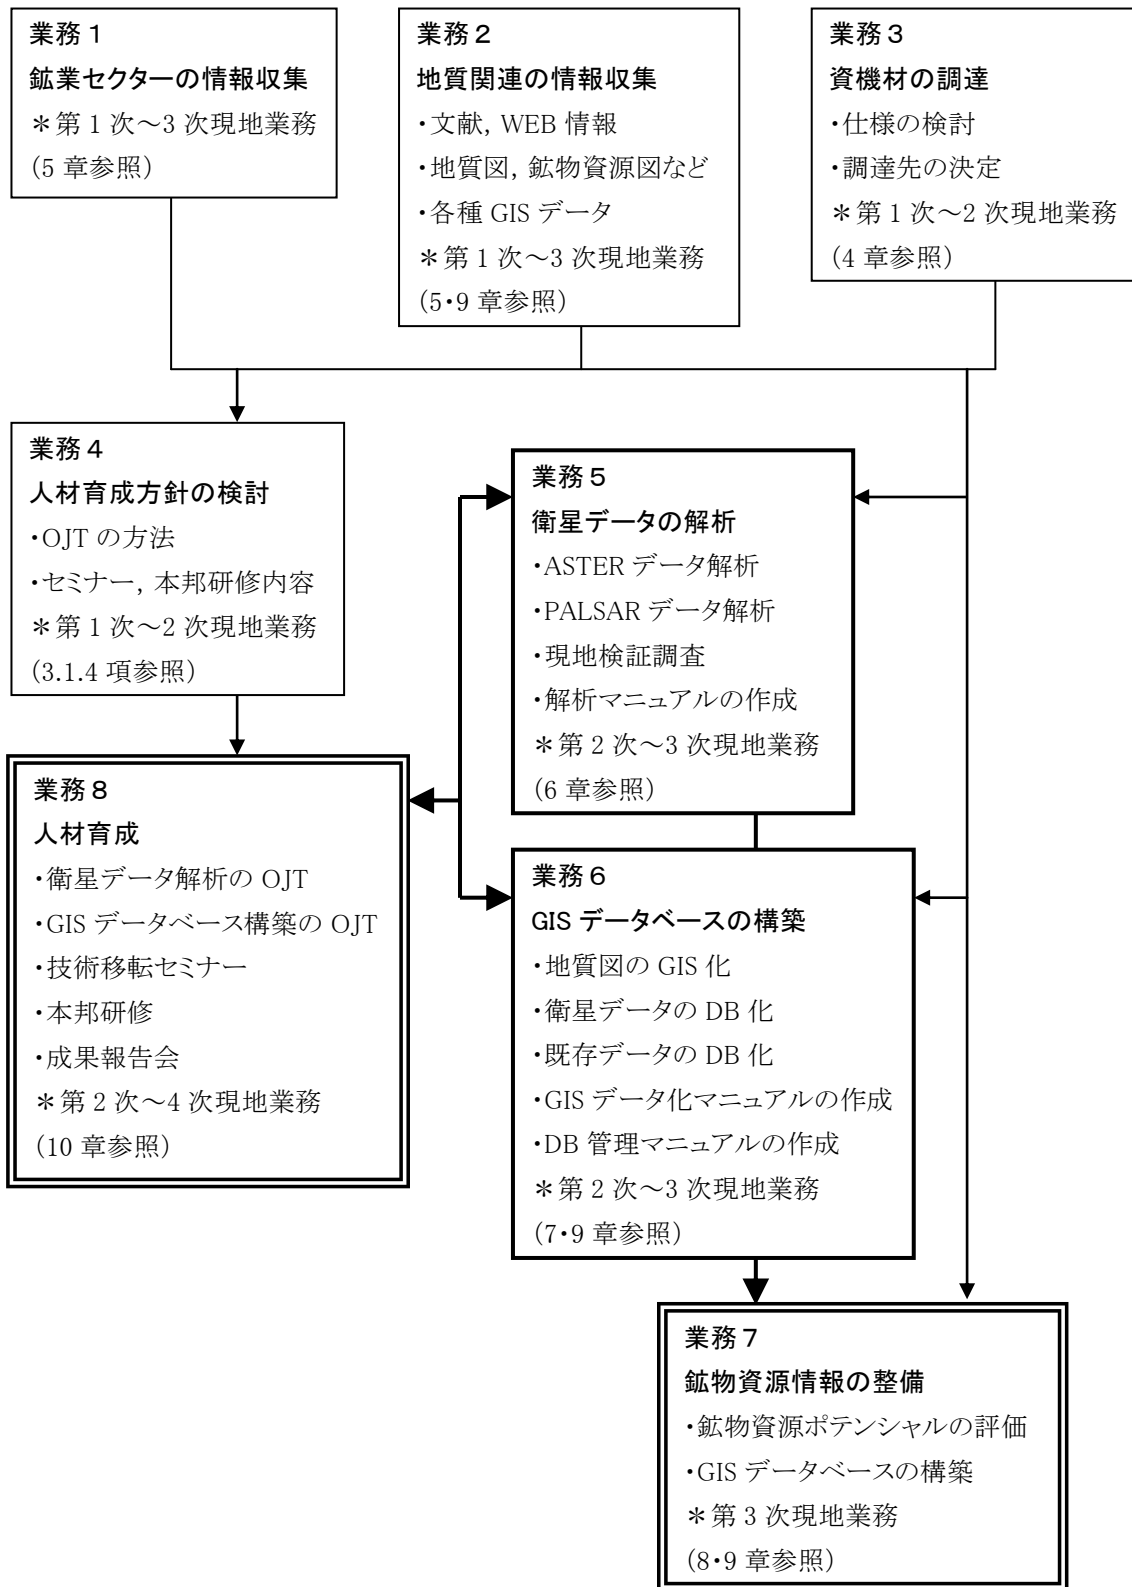 業務１
鉱業セクターの情報収集
＊第 1 次～3 次現地業務
(5 章参照)
業務２
地質関連の情報収集
・文献, WEB 情報
・地質図, 鉱物資源図など
・各種 GIS データ
＊第 1 次～3 次現地業務
(5・9 章参照)
業務３
資機材の調達
・仕様の検討
・調達先の決定
＊第 1 次～2 次現地業務
(4 章参照)
業務４
人材育成方針の検討
・OJT の方法
・セミナー, 本邦研修内容
＊第 1 次～2 次現地業務
(3.1.4 項参照)
業務５
衛星データの解析
・ASTER データ解析
・PALSAR データ解析
・現地検証調査
・解析マニュアルの作成
＊第 2 次～3 次現地業務
(6 章参照)
業務８
人材育成
・衛星データ解析の OJT
・GIS データベース構築の OJT
・技術移転セミナー
・本邦研修
・成果報告会
＊第 2 次～4 次現地業務
(10 章参照)
業務６
GIS データベースの構築
・地質図の GIS 化
・衛星データの DB 化
・既存データの DB 化
・GIS データ化マニュアルの作成
・DB 管理マニュアルの作成
＊第 2 次～3 次現地業務
(7・9 章参照)
業務７
鉱物資源情報の整備
・鉱物資源ポテンシャルの評価
・GIS データベースの構築
＊第 3 次現地業務
(8・9 章参照)